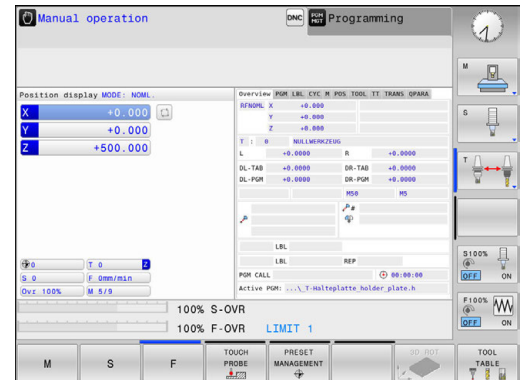 Manual operation
DNC
PGM MGT
Programming
Position display MODE: NOML.
X +0.000
Y +0.000
Z +500.000
0
T 0 Z
S 0 F 0mm/min
Ovr 100% M 5/9
Overview PGM LBL CYC M POS TOOL TT TRANS QPARA
RFNOML X +0.000
Y +0.000
Z +0.000
T : 0 NULLWERKZEUG
L +0.0000 R +0.0000
DL-TAB +0.0000 DR-TAB +0.0000
DL-PGM +0.0000 DR-PGM +0.0000
M50 M5
P#
P
LBL
LBL REP
PGM CALL 00:00:00
Active PGM: ...\_T-Halteplatte_holder_plate.h
100% S-OVR
100% F-OVR LIMIT 1
M
S
T
S100%
OFF ON
F100%
OFF ON
M
S
F
TOUCH PROBE
PRESET MANAGEMENT
3D ROT
TOOL TABLE